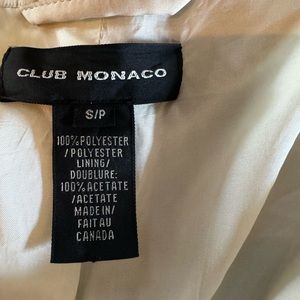 CLUB MONACO
S/P
100% POLYESTER
/POLYESTER
LINING/
DOUBLURE:
100% ACETATE
/ACETATE
MADE IN/
FAIT AU
CANADA